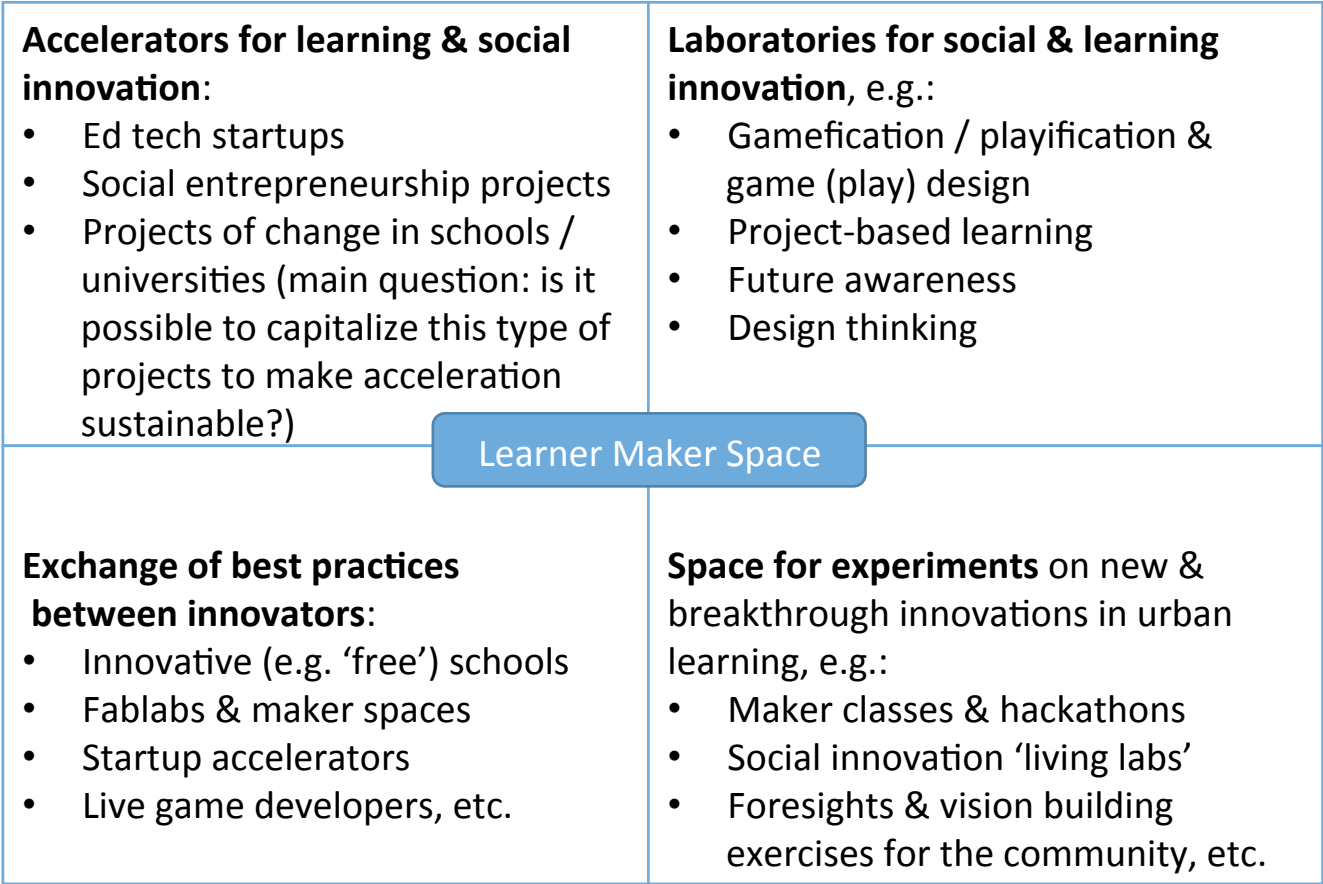 Accelerators for learning & social
innovation:
• Ed tech startups
• Social entrepreneurship projects
• Projects of change in schools /
universities (main question: is it
possible to capitalize this type of
projects to make acceleration
sustainable?)
Laboratories for social & learning
innovation, e.g.:
• Gamefication / playification &
game (play) design
• Project-based learning
• Future awareness
• Design thinking
Learner Maker Space
Exchange of best practices
between innovators:
• Innovative (e.g. ‘free’) schools
• Fablabs & maker spaces
• Startup accelerators
• Live game developers, etc.
Space for experiments on new &
breakthrough innovations in urban
learning, e.g.:
• Maker classes & hackathons
• Social innovation ‘living labs’
• Foresights & vision building
exercises for the community, etc.